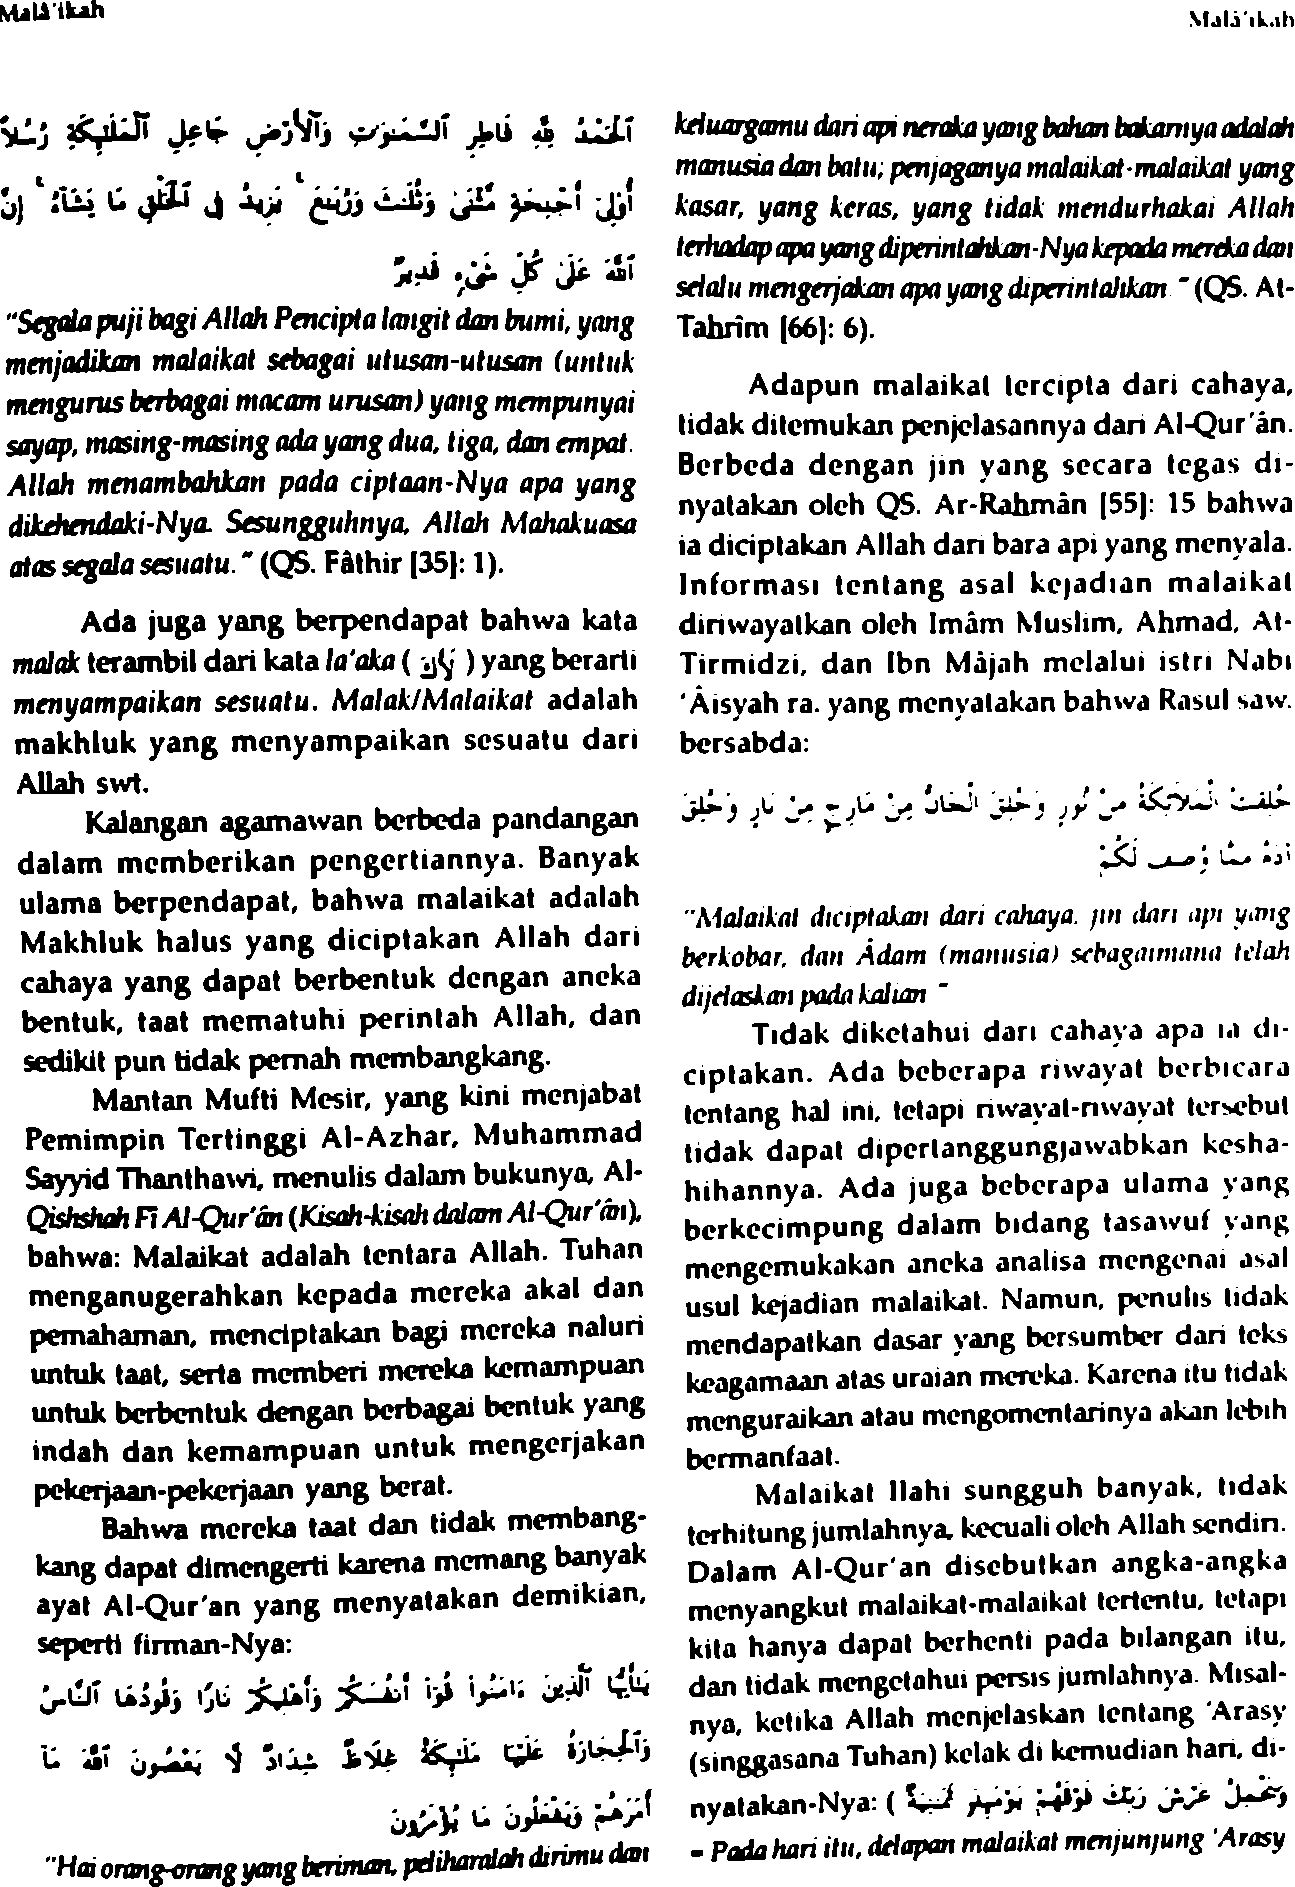 Malâ'ikah
Malâ'ikah
ٱلْحَمْدُ لِلَّهِ فَاطِرِ ٱلسَّمَـٰوَٰتِ وَٱلْأَرْضِ جَاعِلِ ٱلْمَلَـٰٓئِكَةِ رُسُلاً
أُو۟لِىٓ أَجْنِحَةٍ مَّثْنَىٰ وَثُلَـٰثَ وَرُبَـٰعَ ۚ يَزِيدُ فِى ٱلْخَلْقِ مَا يَشَآءُ ۚ إِنَّ
ٱللَّهَ عَلَىٰ كُلِّ شَىْءٍ قَدِيرٌ
"Segala puji bagi Allah Pencipta langit dan bumi, yang
menjadikan malaikat sebagai utusan-utusan (untuk
mengurus berbagai macam urusan) yang mempunyai
sayap, masing-masing ada yang dua, tiga, dan empat.
Allah menambahkan pada ciptaan-Nya apa yang
dikehendaki-Nya. Sesungguhnya, Allah Mahakuasa
atas segala sesuatu." (QS. Fâthir [35]: 1).
Ada juga yang berpendapat bahwa kata
malak terambil dari kata la'aka ( لأك ) yang berarti
menyampaikan sesuatu. Malak/Malaikat adalah
makhluk yang menyampaikan sesuatu dari
Allah swt.
Kalangan agamawan berbeda pandangan
dalam memberikan pengertiannya. Banyak
ulama berpendapat, bahwa malaikat adalah
Makhluk halus yang diciptakan Allah dari
cahaya yang dapat berbentuk dengan aneka
bentuk, taat mematuhi perintah Allah, dan
sedikit pun tidak pernah membangkang.
Mantan Mufti Mesir, yang kini menjabat
Pemimpin Tertinggi Al-Azhar, Muhammad
Sayyid Thanthawi, menulis dalam bukunya, Al-
Qishshah Fî Al-Qur'ân (Kisah-kisah dalam Al-Qur'ân),
bahwa: Malaikat adalah tentara Allah. Tuhan
menganugerahkan kepada mereka akal dan
pemahaman, menciptakan bagi mereka naluri
untuk taat, serta memberi mereka kemampuan
untuk berbentuk dengan berbagai bentuk yang
indah dan kemampuan untuk mengerjakan
pekerjaan-pekerjaan yang berat.
Bahwa mereka taat dan tidak membang-
kang dapat dimengerti karena memang banyak
ayat Al-Qur'an yang menyatakan demikian,
seperti firman-Nya:
يَـٰٓأَيُّهَا ٱلَّذِينَ ءَامَنُوا۟ قُوٓا۟ أَنفُسَكُمْ وَأَهْلِيكُمْ نَارًا وَقُودُهَا ٱلنَّاسُ
وَٱلْحِجَارَةُ عَلَيْهَا مَلَـٰٓئِكَةٌ غِلَاظٌ شِدَادٌ لَّا يَعْصُونَ ٱللَّهَ مَآ
أَمَرَهُمْ وَيَفْعَلُونَ مَا يُؤْمَرُونَ
"Hai orang-orang yang beriman, peliharalah dirimu dan
keluargamu dari api neraka yang bahan bakarnya adalah
manusia dan batu; penjaganya malaikat-malaikat yang
kasar, yang keras, yang tidak mendurhakai Allah
terhadap apa yang diperintahkan-Nya kepada mereka dan
selalu mengerjakan apa yang diperintahkan." (QS. At-
Tahrîm [66]: 6).
Adapun malaikat tercipta dari cahaya,
tidak ditemukan penjelasannya dari Al-Qur'ân.
Berbeda dengan jin yang secara tegas di-
nyatakan oleh QS. Ar-Rahmân [55]: 15 bahwa
ia diciptakan Allah dari bara api yang menyala.
Informasi tentang asal kejadian malaikat
diriwayatkan oleh Imâm Muslim, Ahmad, At-
Tirmidzi, dan Ibn Mâjah melalui istri Nabi
'Âisyah ra. yang menyatakan bahwa Rasul saw.
bersabda:
خُلِقَتْ الْمَلَائِكَةُ مِنْ نُورٍ وَخُلِقَ الْجَانُّ مِنْ مَارِجٍ مِنْ نَارٍ وَخُلِقَ
آدَمُ مِمَّا وُصِفَ لَكُمْ
"Malaikat diciptakan dari cahaya, jin dari api yang
berkobar, dan Âdam (manusia) sebagaimana telah
dijelaskan pada kalian."
Tidak diketahui dari cahaya apa ia di-
ciptakan. Ada beberapa riwayat berbicara
tentang hal ini, tetapi riwayat-riwayat tersebut
tidak dapat dipertanggungjawabkan kesha-
hihannya. Ada juga beberapa ulama yang
berkecimpung dalam bidang tasawuf yang
mengemukakan aneka analisa mengenai asal
usul kejadian malaikat. Namun, penulis tidak
mendapatkan dasar yang bersumber dari teks
keagamaan atas uraian mereka. Karena itu tidak
menguraikan atau mengomentarinya akan lebih
bermanfaat.
Malaikat Ilahi sungguh banyak, tidak
terhitung jumlahnya, kecuali oleh Allah sendiri.
Dalam Al-Qur'an disebutkan angka-angka
menyangkut malaikat-malaikat tertentu, tetapi
kita hanya dapat berhenti pada bilangan itu,
dan tidak mengetahui persis jumlahnya. Misal-
nya, ketika Allah menjelaskan tentang 'Arasy
(singgasana Tuhan) kelak di kemudian hari, di-
nyatakan-Nya: ( وَيَحْمِلُ عَرْشَ رَبِّكَ فَوْقَهُمْ يَوْمَئِذٍ ثَمَـٰنِيَةٌ
= Pada hari itu, delapan malaikat menjunjung 'Arasy